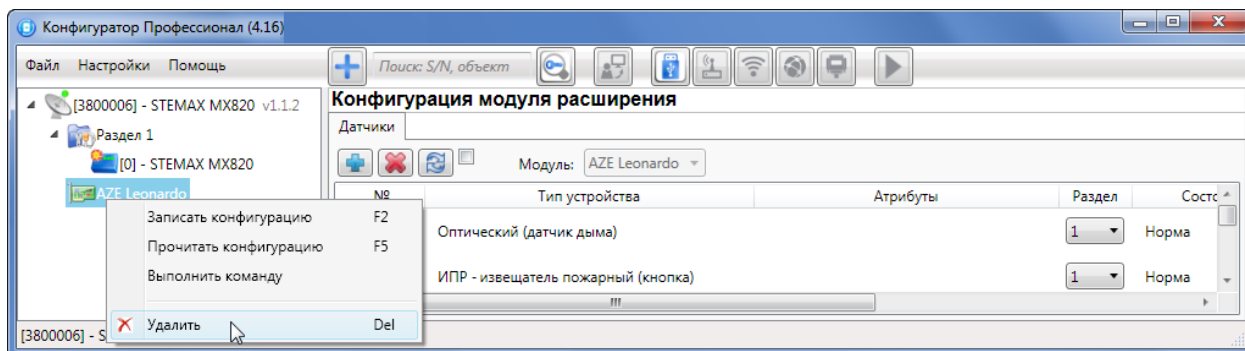 Конфигуратор Профессионал (4.16)
Файл Настройки Помощь
Поиск: S/N, объект
[3800006] - STEMAX MX820 v1.1.2
Раздел 1
[0] - STEMAX MX820
AZE Leonardo
Конфигурация модуля расширения
Датчики
Модуль: AZE Leonardo
№ Тип устройства Атрибуты Раздел
Оптический (датчик дыма) 1 Норма
ИПР - извещатель пожарный (кнопка) 1 Норма
Записать конфигурацию F2
Прочитать конфигурацию F5
Выполнить команду
Удалить Del
[3800006] - S